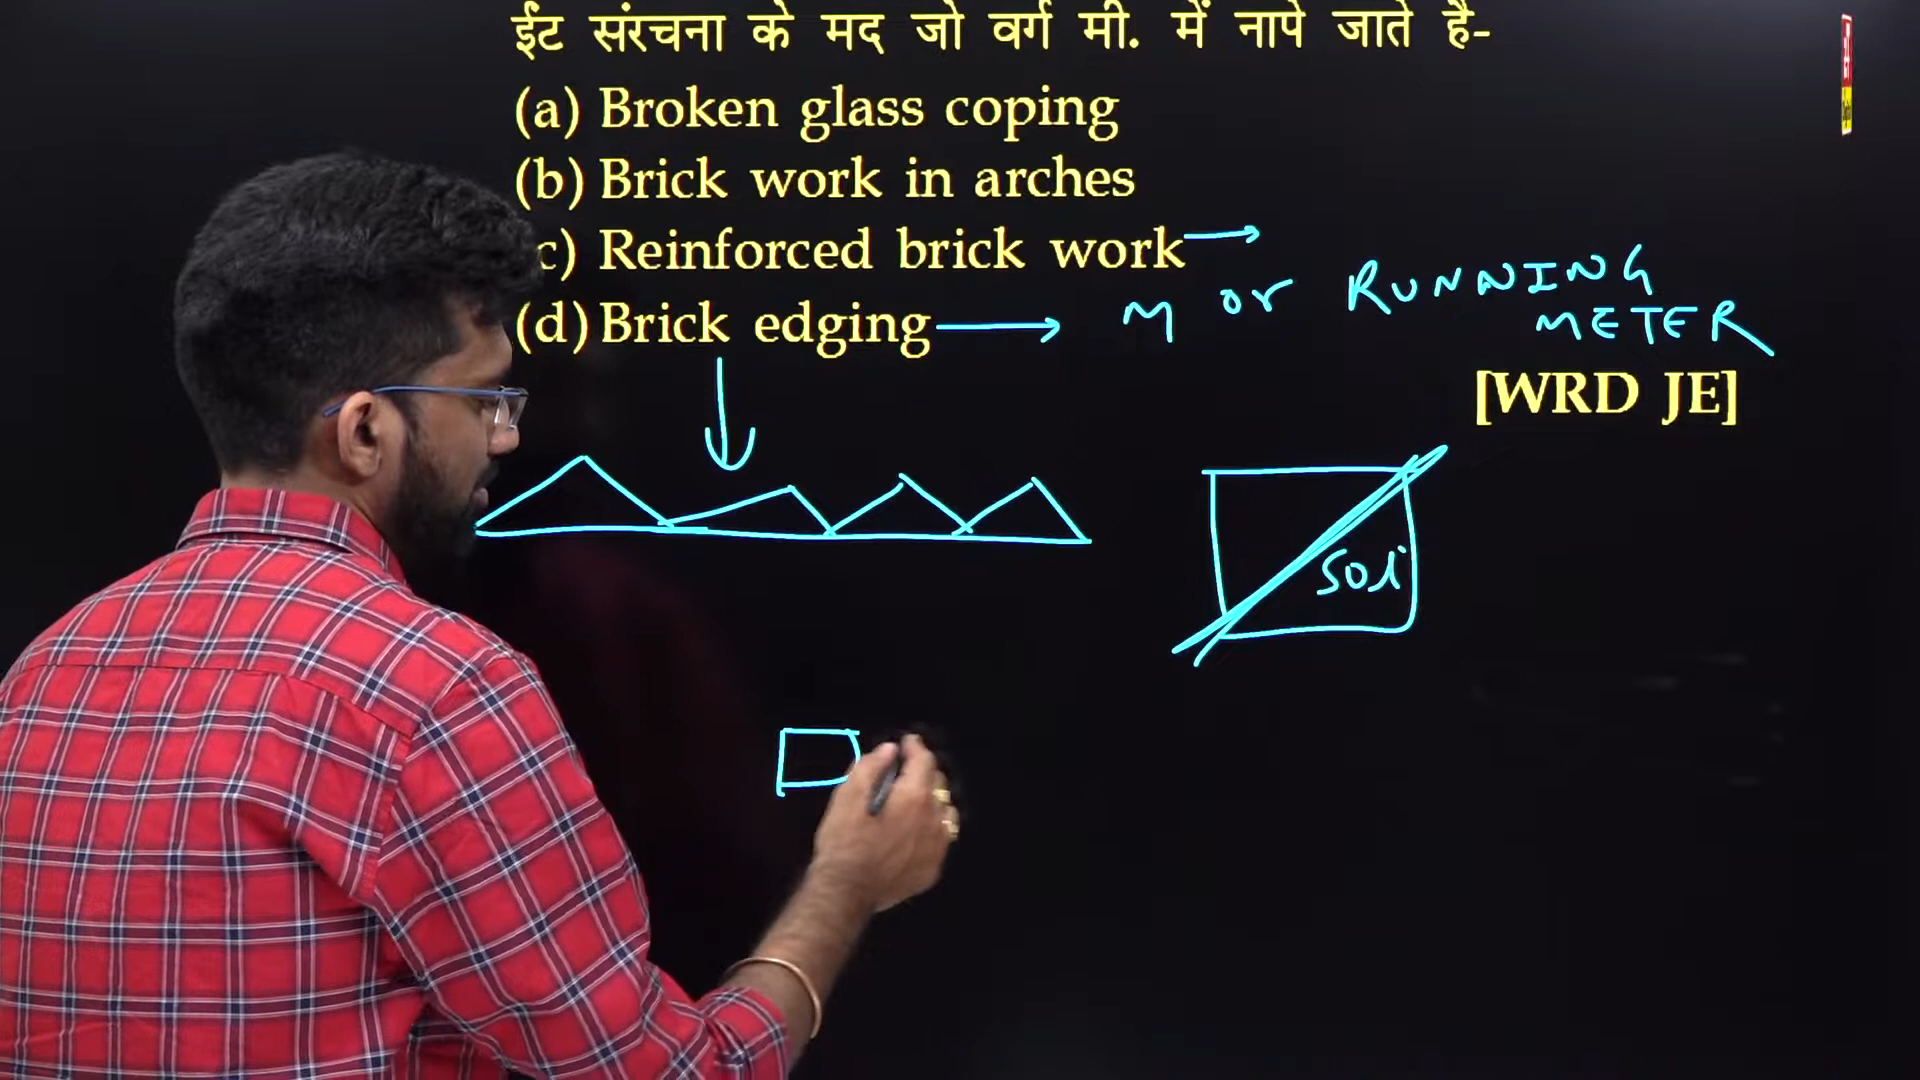 ईंट संरचना के मद जो वर्ग मी. में नापे जाते है-
(a) Broken glass coping
(b) Brick work in arches
c) Reinforced brick work
(d) Brick edging M or RUNNING
METER
[WRD JE]
Soi